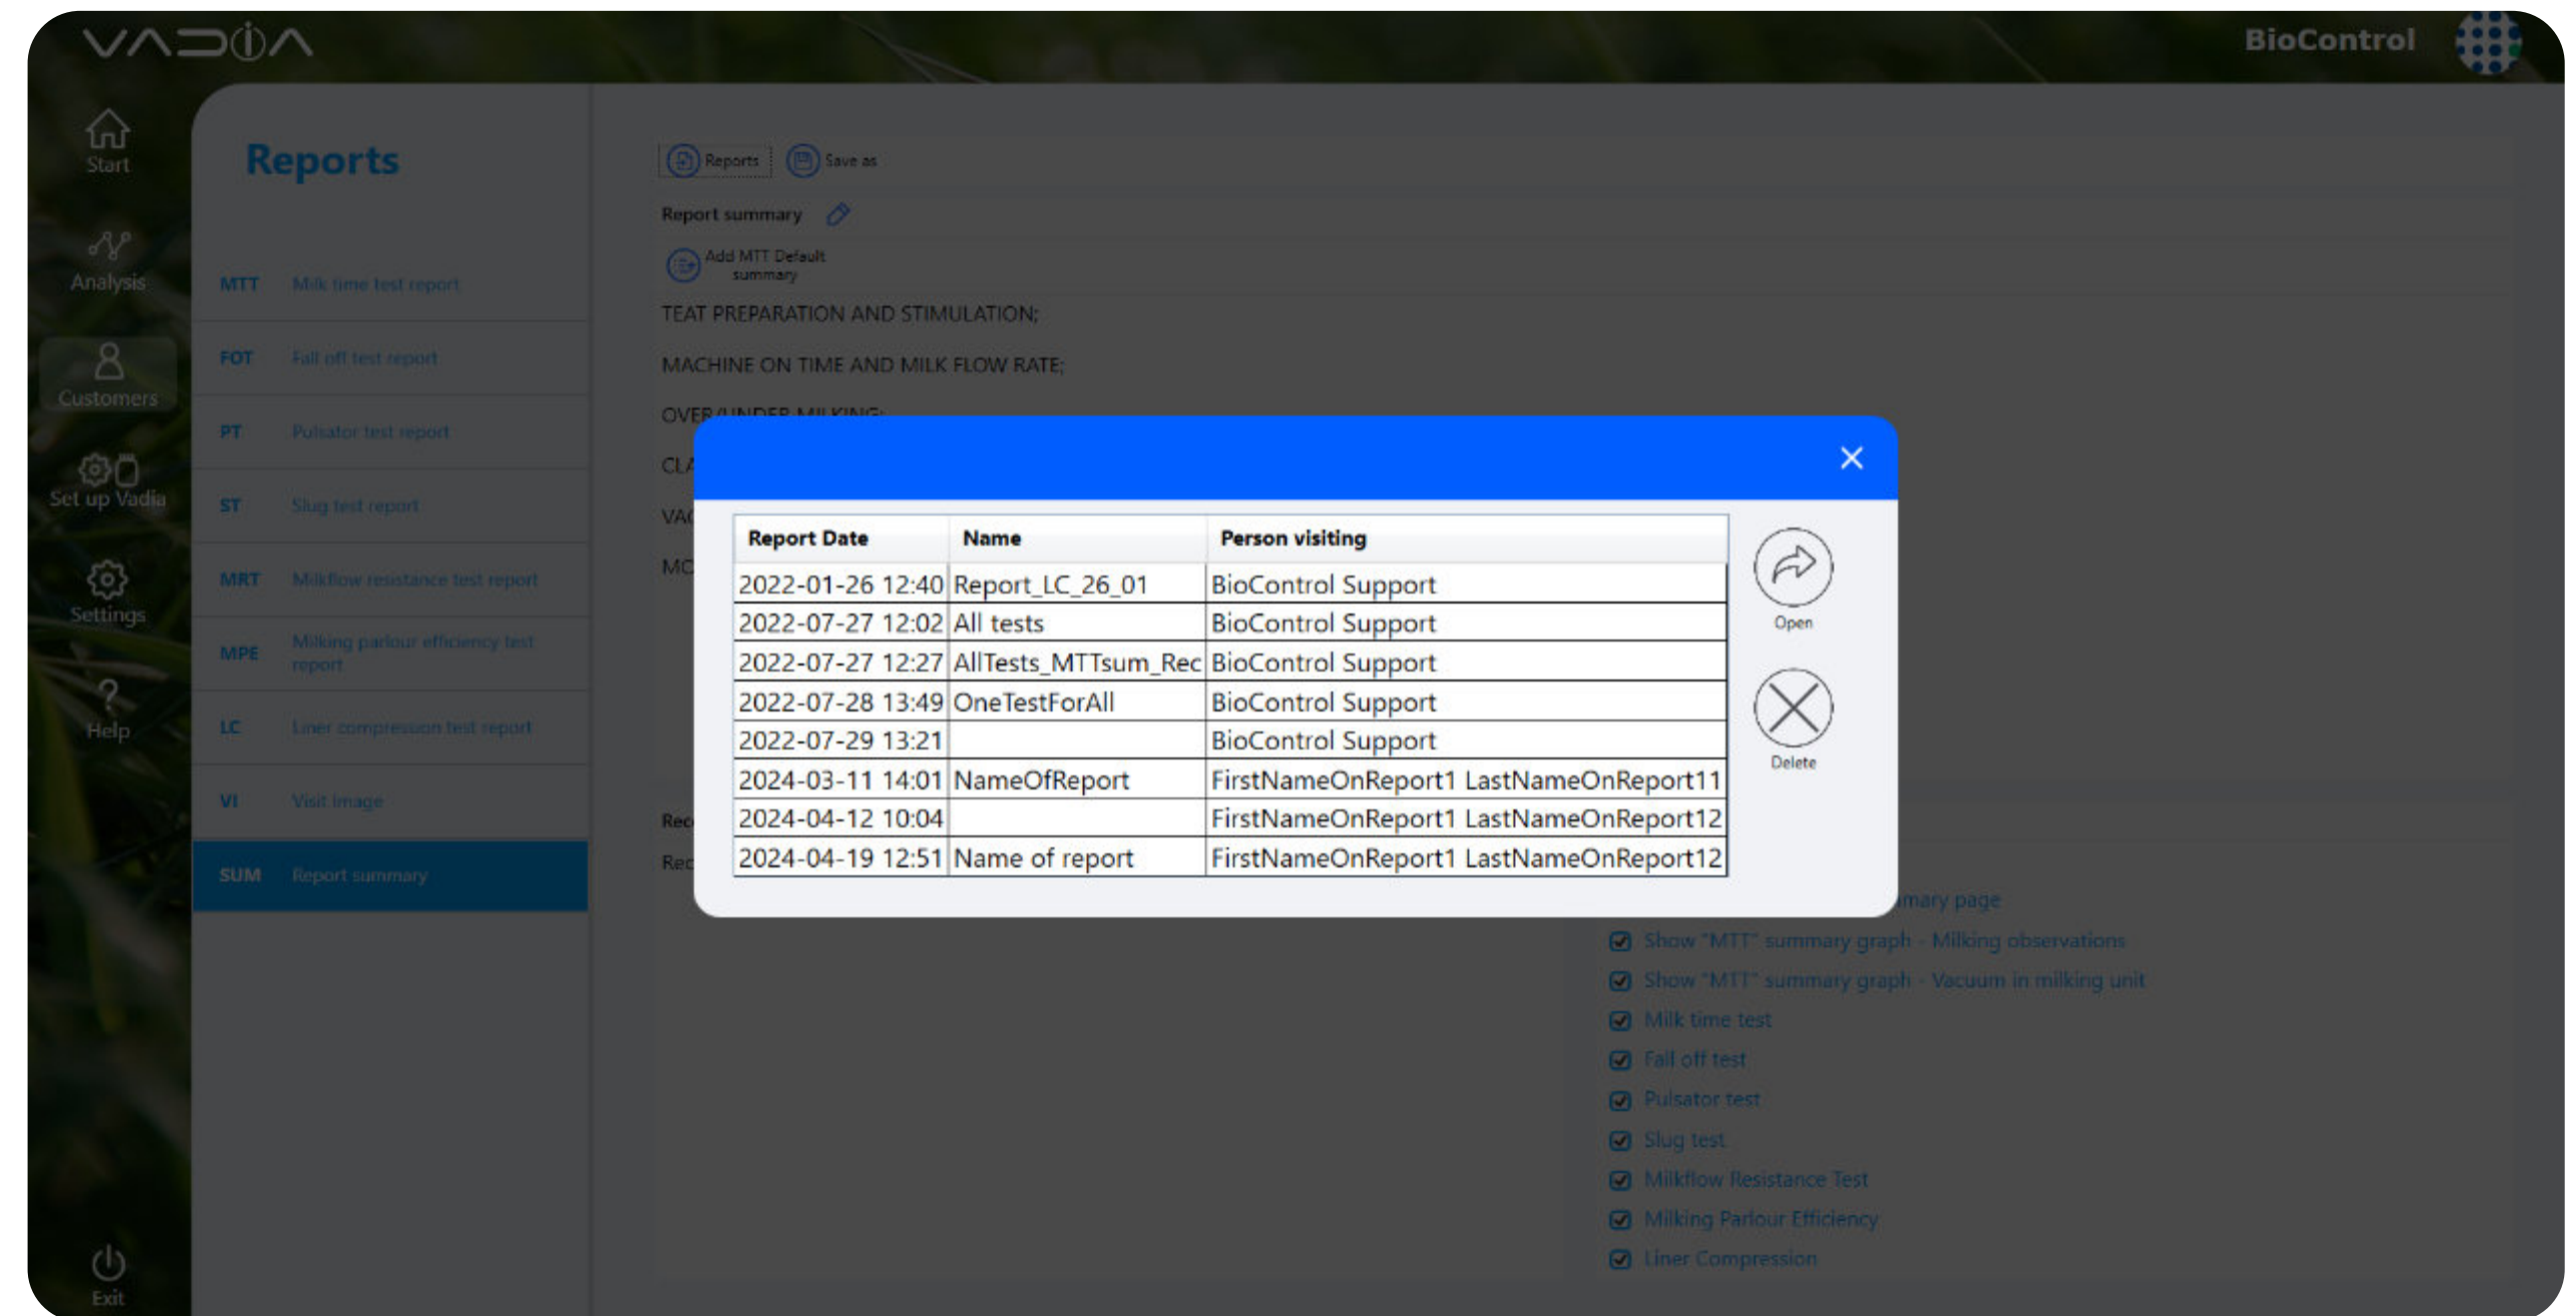 VADIA
BioControl
Start
Analysis
Customers
Set up Vadia
Settings
Help
Exit
Reports
MTT Milk time test report
FOT Fall off test report
PT Pulsator test report
ST Slug test report
MRT Milkflow resistance test report
MPE Milking parlour efficiency test
report
LC Liner compression test report
VI Visit image
SUM Report summary
Reports Save as
Report summary
Add MTT Default
summary
TEAT PREPARATION AND STIMULATION;
MACHINE ON TIME AND MILK FLOW RATE;
OVER/UNDER MILKING;
Report Date Name Person visiting
2022-01-26 12:40 Report_LC_26_01 BioControl Support
2022-07-27 12:02 All tests BioControl Support
2022-07-27 12:27 AllTests_MTTsum_Rec BioControl Support
2022-07-28 13:49 OneTestForAll BioControl Support
2022-07-29 13:21 BioControl Support
2024-03-11 14:01 NameOfReport FirstNameOnReport1 LastNameOnReport11
2024-04-12 10:04 FirstNameOnReport1 LastNameOnReport12
2024-04-19 12:51 Name of report FirstNameOnReport1 LastNameOnReport12
Open
Delete
page
Show "MTT" summary graph - Milking observations
Show "MTT" summary graph - Vacuum in milking unit
Milk time test
Fall off test
Pulsator test
Slug test
Milkflow Resistance Test
Milking Parlour Efficiency
Liner Compression